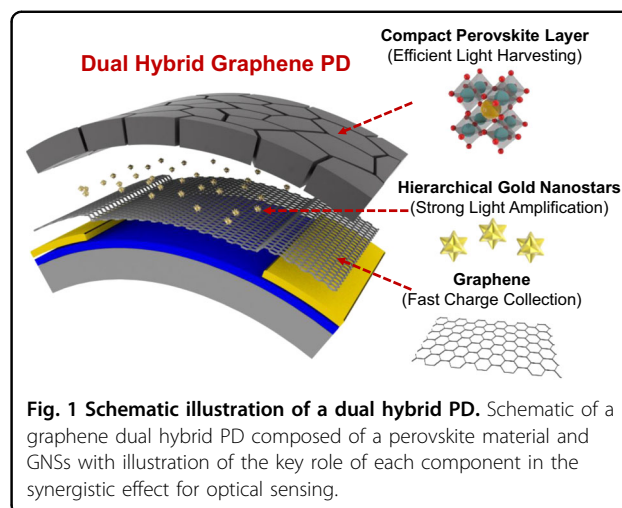 Dual Hybrid Graphene PD
Compact Perovskite Layer
(Efficient Light Harvesting)
Hierarchical Gold Nanostars
(Strong Light Amplification)
Graphene
(Fast Charge Collection)
Fig. 1 Schematic illustration of a dual hybrid PD. Schematic of a
graphene dual hybrid PD composed of a perovskite material and
GNSs with illustration of the key role of each component in the
synergistic effect for optical sensing.